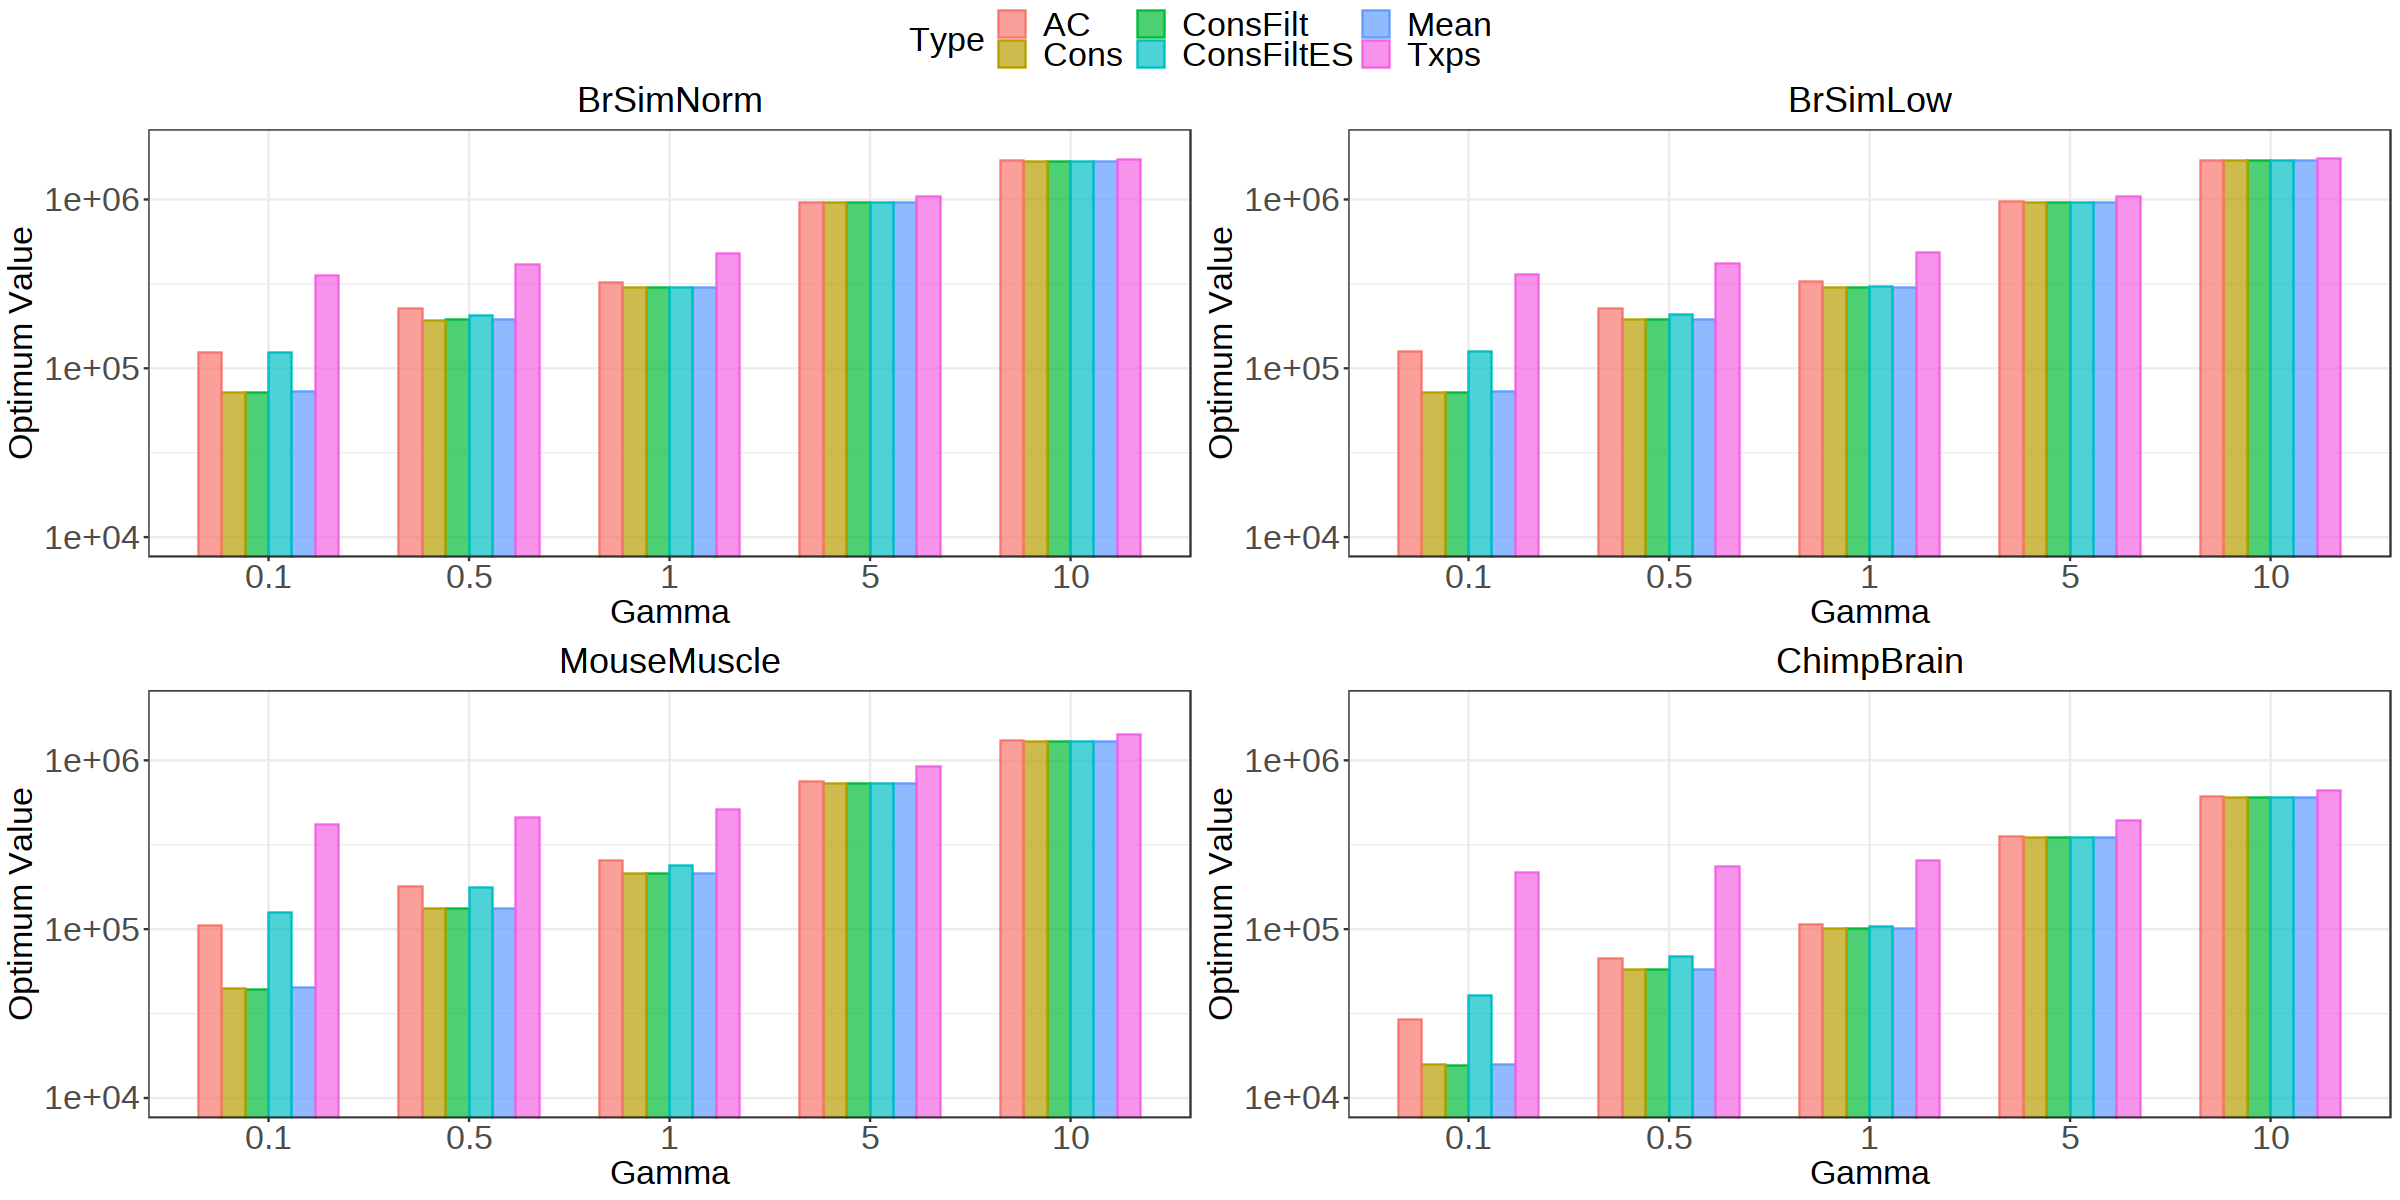 Type
AC
ConsFilt
Mean
Cons
ConsFiltES
Txps
BrSimNorm
BrSimLow
Optimum Value
1e+06
1e+05
1e+04
0.1 0.5 1 5 10
Gamma
Optimum Value
1e+06
1e+05
1e+04
0.1 0.5 1 5 10
Gamma
MouseMuscle
ChimpBrain
Optimum Value
1e+06
1e+05
1e+04
0.1 0.5 1 5 10
Gamma
Optimum Value
1e+06
1e+05
1e+04
0.1 0.5 1 5 10
Gamma